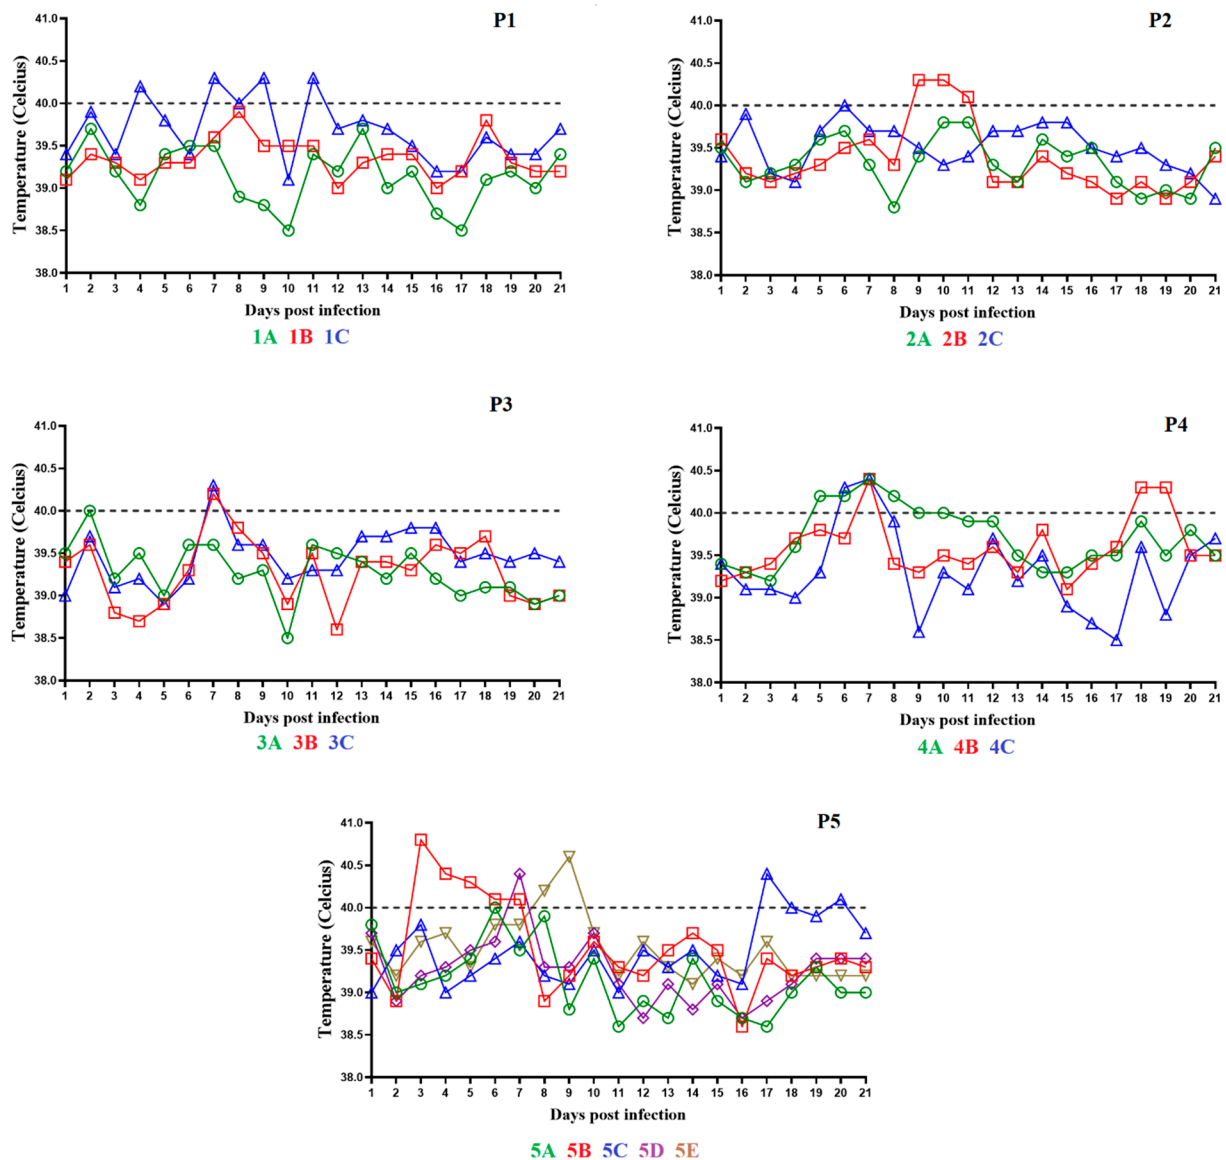 P1
Temperature (Celcius)
41.0
40.5
40.0
39.5
39.0
38.5
38.0
1 2 3 4 5 6 7 8 9 10 11 12 13 14 15 16 17 18 19 20 21
Days post infection
1A 1B 1C
P2
Temperature (Celcius)
41.0
40.5
40.0
39.5
39.0
38.5
38.0
1 2 3 4 5 6 7 8 9 10 11 12 13 14 15 16 17 18 19 20 21
Days post infection
2A 2B 2C
P3
Temperature (Celcius)
41.0
40.5
40.0
39.5
39.0
38.5
38.0
1 2 3 4 5 6 7 8 9 10 11 12 13 14 15 16 17 18 19 20 21
Days post infection
3A 3B 3C
P4
Temperature (Celcius)
41.0
40.5
40.0
39.5
39.0
38.5
38.0
1 2 3 4 5 6 7 8 9 10 11 12 13 14 15 16 17 18 19 20 21
Days post infection
4A 4B 4C
P5
Temperature (Celcius)
41.0
40.5
40.0
39.5
39.0
38.5
38.0
1 2 3 4 5 6 7 8 9 10 11 12 13 14 15 16 17 18 19 20 21
Days post infection
5A 5B 5C 5D 5E